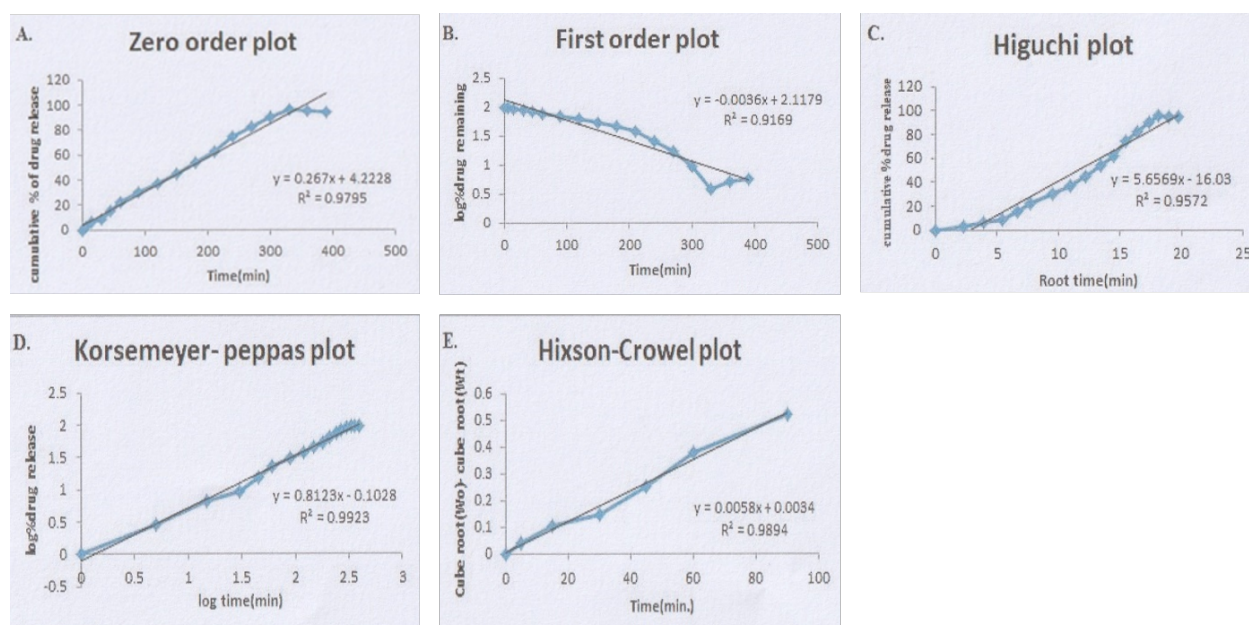 A.
Zero order plot
cumulative % of drug release
120
100
80
60
40
20
0
y = 0.267x + 4.2228
R² = 0.9795
0 100 200 300 400 500
Time(min)
B.
First order plot
log%drug remaining
2.5
2
1.5
1
0.5
0
y = -0.0036x + 2.1179
R² = 0.9169
0 100 200 300 400 500
Time(min)
C.
Higuchi plot
cumulative % drug release
120
100
80
60
40
20
0
y = 5.6569x - 16.03
R² = 0.9572
0 5 10 15 20 25
Root time(min)
D.
Korsemeyer- peppas plot
log%drug release
2.5
2
1.5
1
0.5
0
-0.5
y = 0.8123x - 0.1028
R² = 0.9923
0 0.5 1 1.5 2 2.5 3
log time(min)
E.
Hixson-Crowel plot
Cube root(Wo)- cube root(Wt)
0.6
0.5
0.4
0.3
0.2
0.1
0
y = 0.0058x + 0.0034
R² = 0.9894
0 20 40 60 80 100
Time(min.)